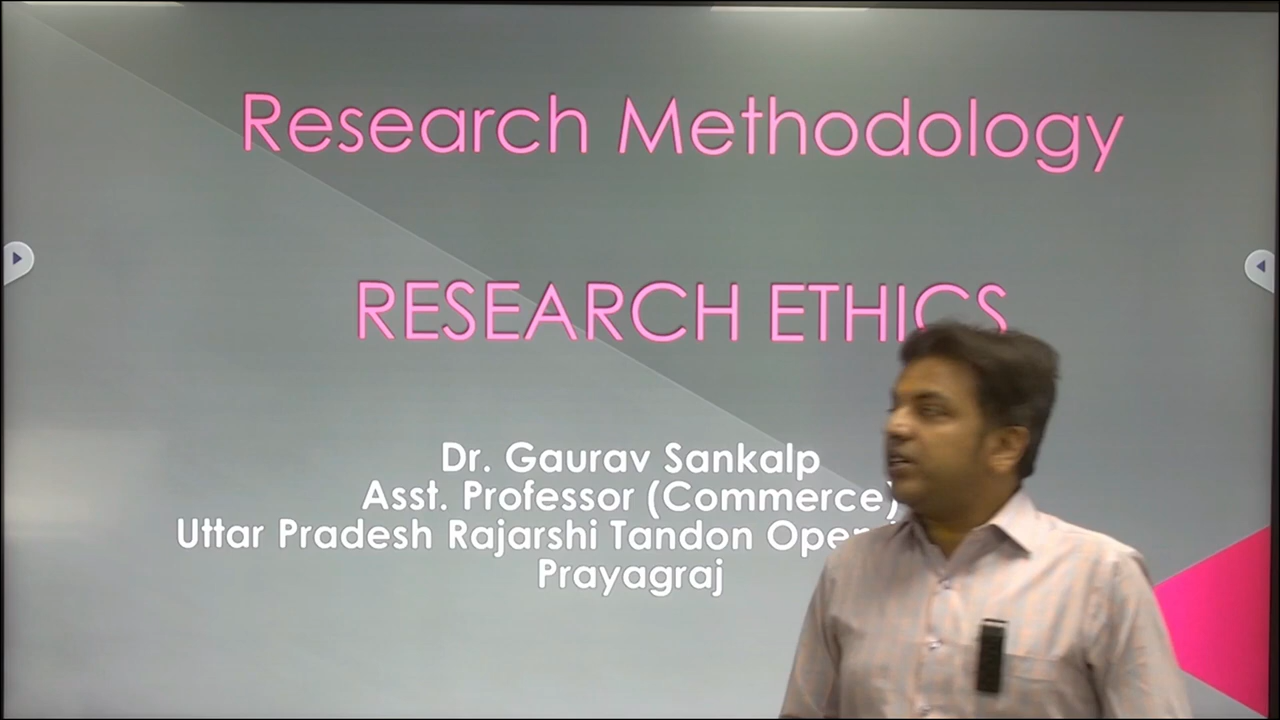 Research Methodology
RESEARCH ETHICS
Dr. Gaurav Sankalp
Asst. Professor (Commerce)
Uttar Pradesh Rajarshi Tandon Open
Prayagraj